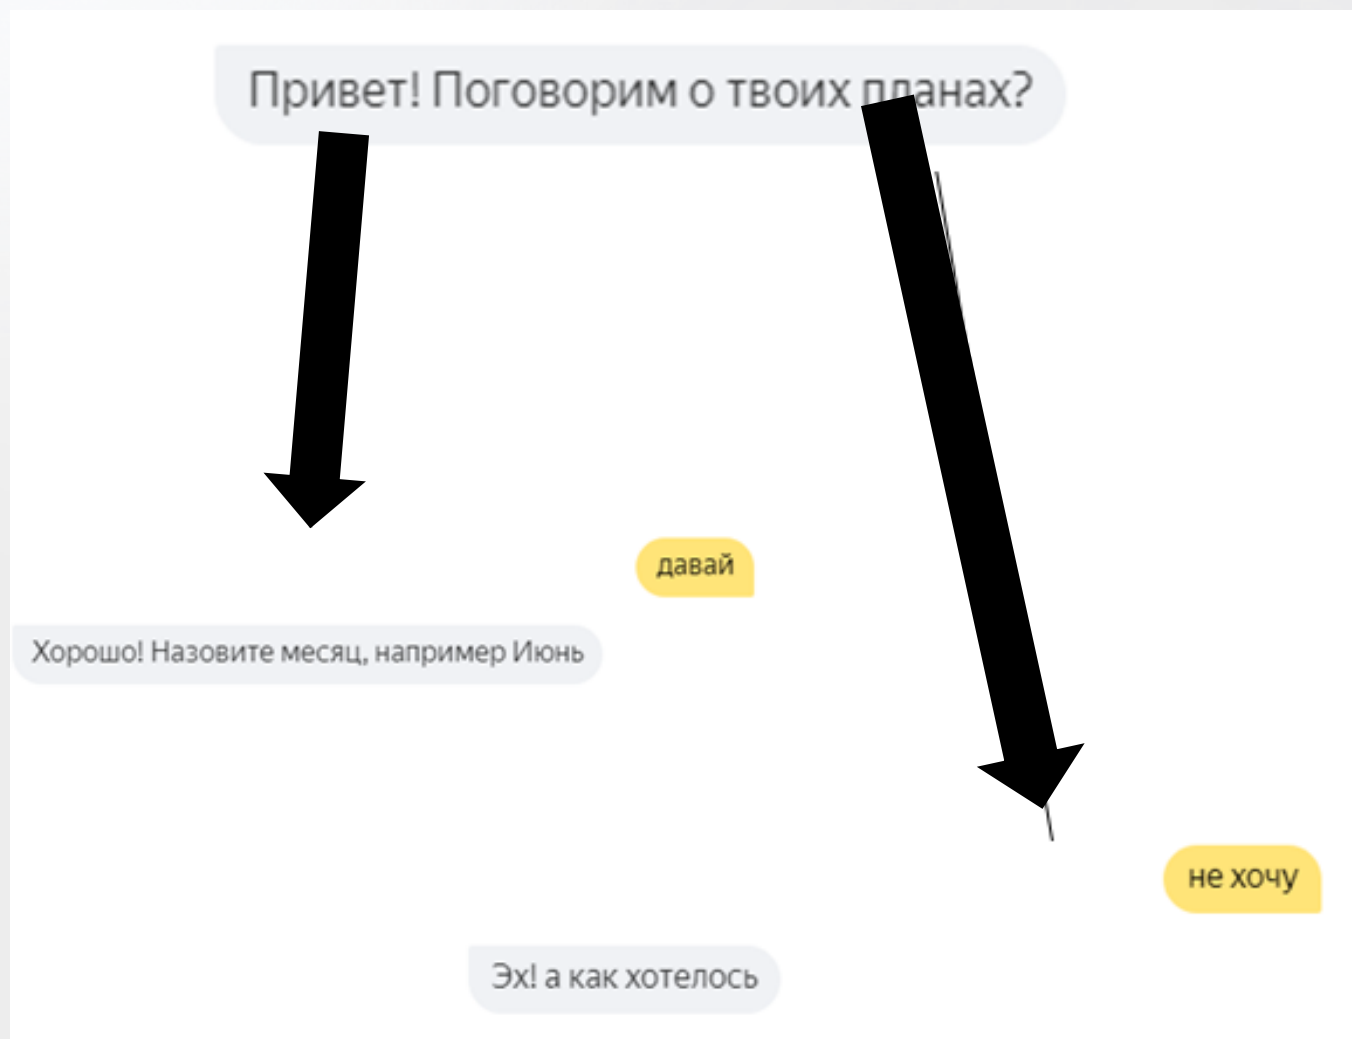 Привет! Поговорим о твоих планах?
давай
Хорошо! Назовите месяц, например Июнь
не хочу
Эх! а как хотелось